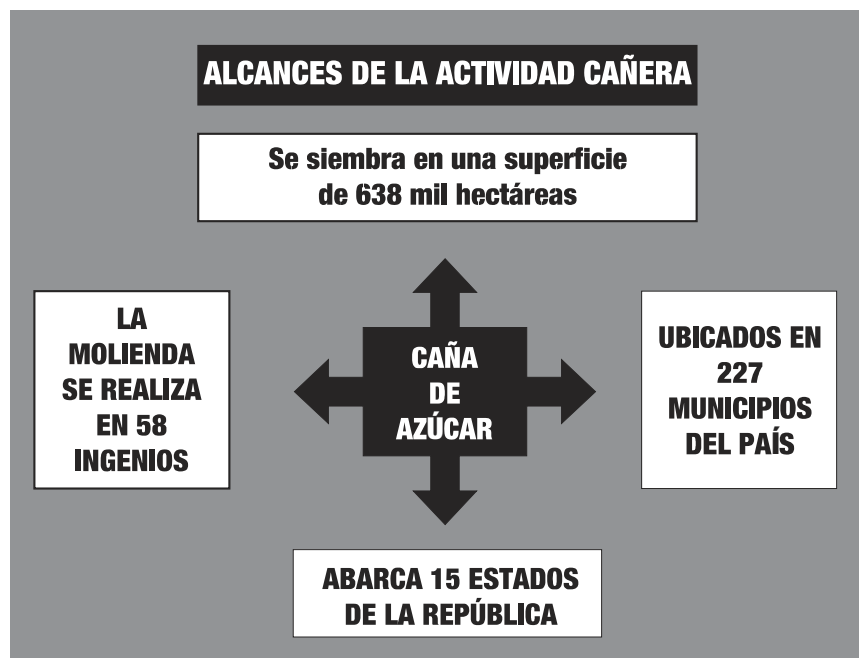 ALCANCES DE LA ACTIVIDAD CAÑERA
Se siembra en una superficie
de 638 mil hectáreas
LA
MOLIENDA
SE REALIZA
EN 58
INGENIOS
CAÑA
DE
AZÚCAR
UBICADOS EN
227
MUNICIPIOS
DEL PAÍS
ABARCA 15 ESTADOS
DE LA REPÚBLICA